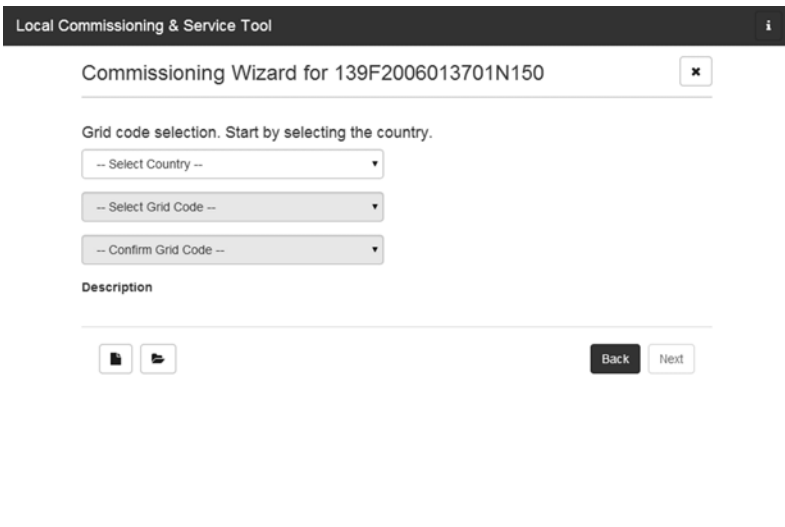 Local Commissioning & Service Tool
i
Commissioning Wizard for 139F2006013701N150
Grid code selection. Start by selecting the country.
-- Select Country --
-- Select Grid Code --
-- Confirm Grid Code --
Description
Back Next